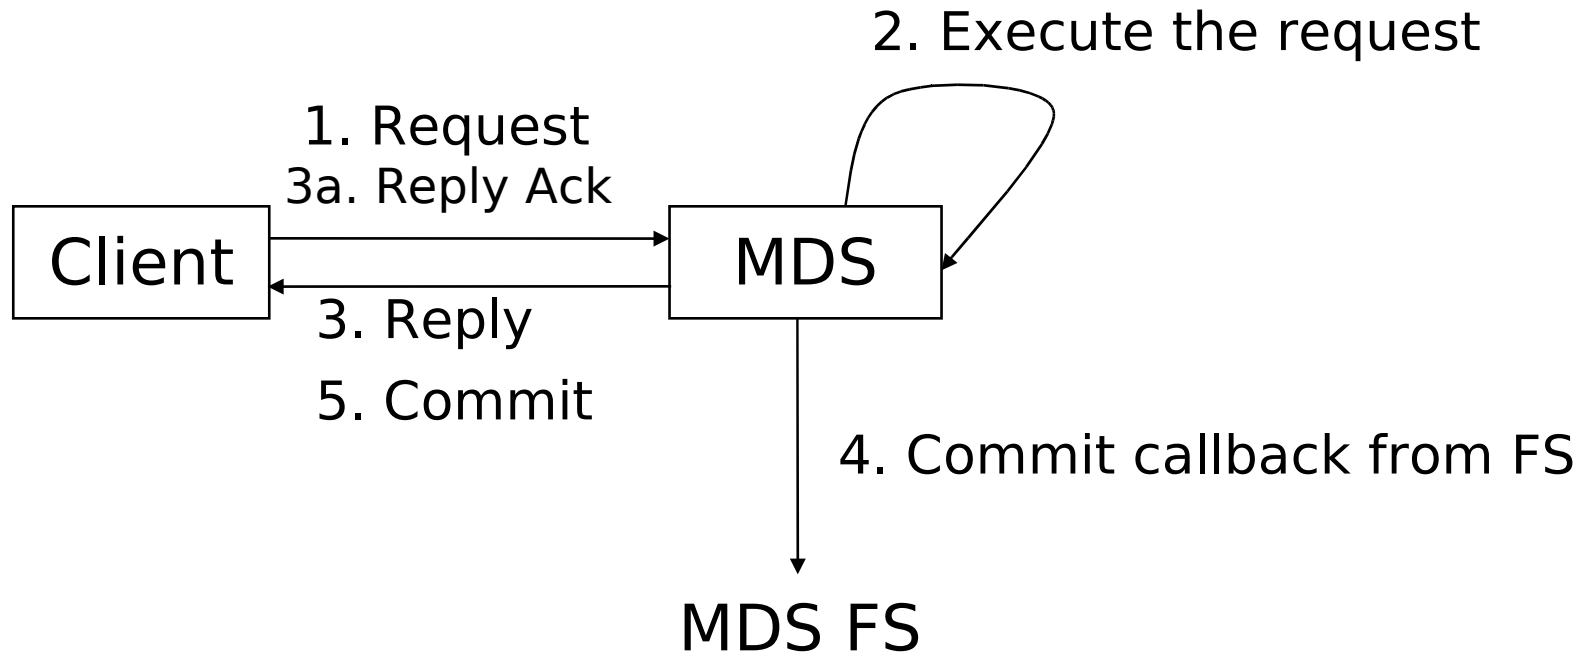 2. Execute the request
1. Request
3a. Reply Ack
Client
MDS
3. Reply
5. Commit
4. Commit callback from FS
MDS FS